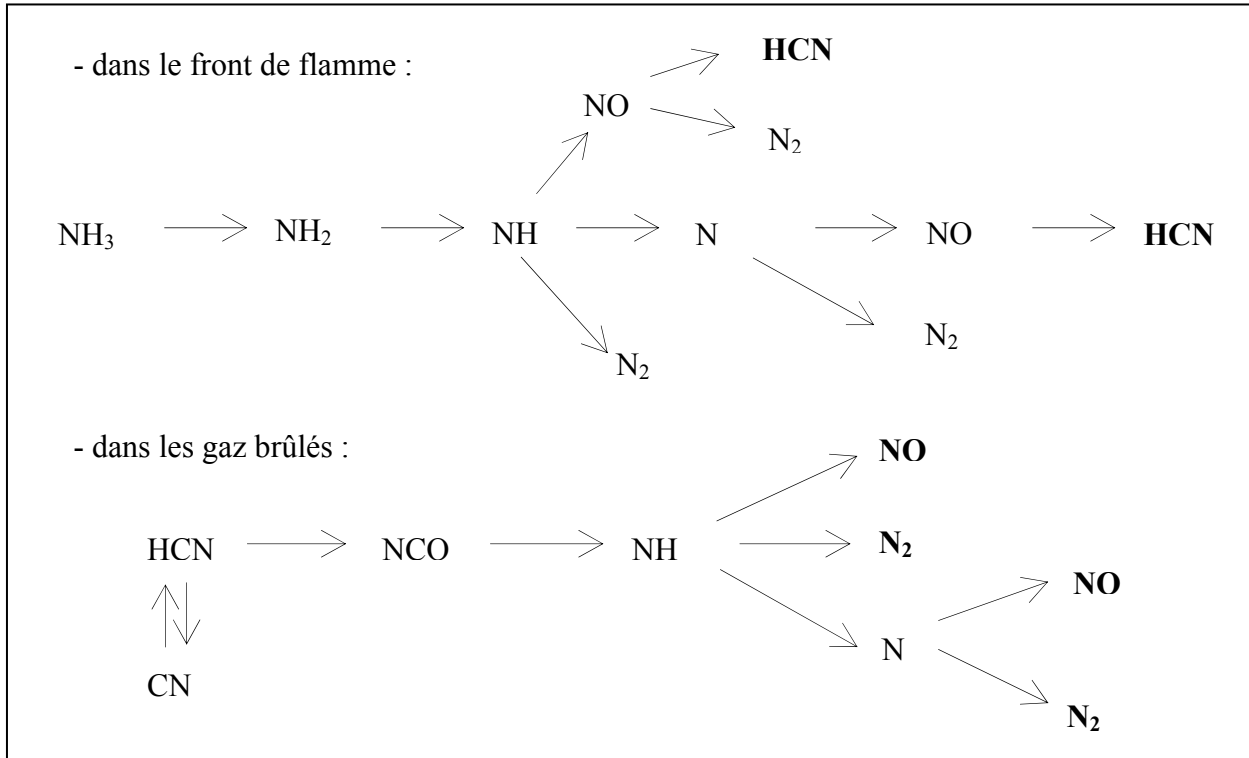 - dans le front de flamme :
HCN
NO
N₂
NH₃ NH₂ NH N NO HCN
N₂
N₂
- dans les gaz brûlés :
NO
HCN NCO NH N₂
NO
N
CN
N₂